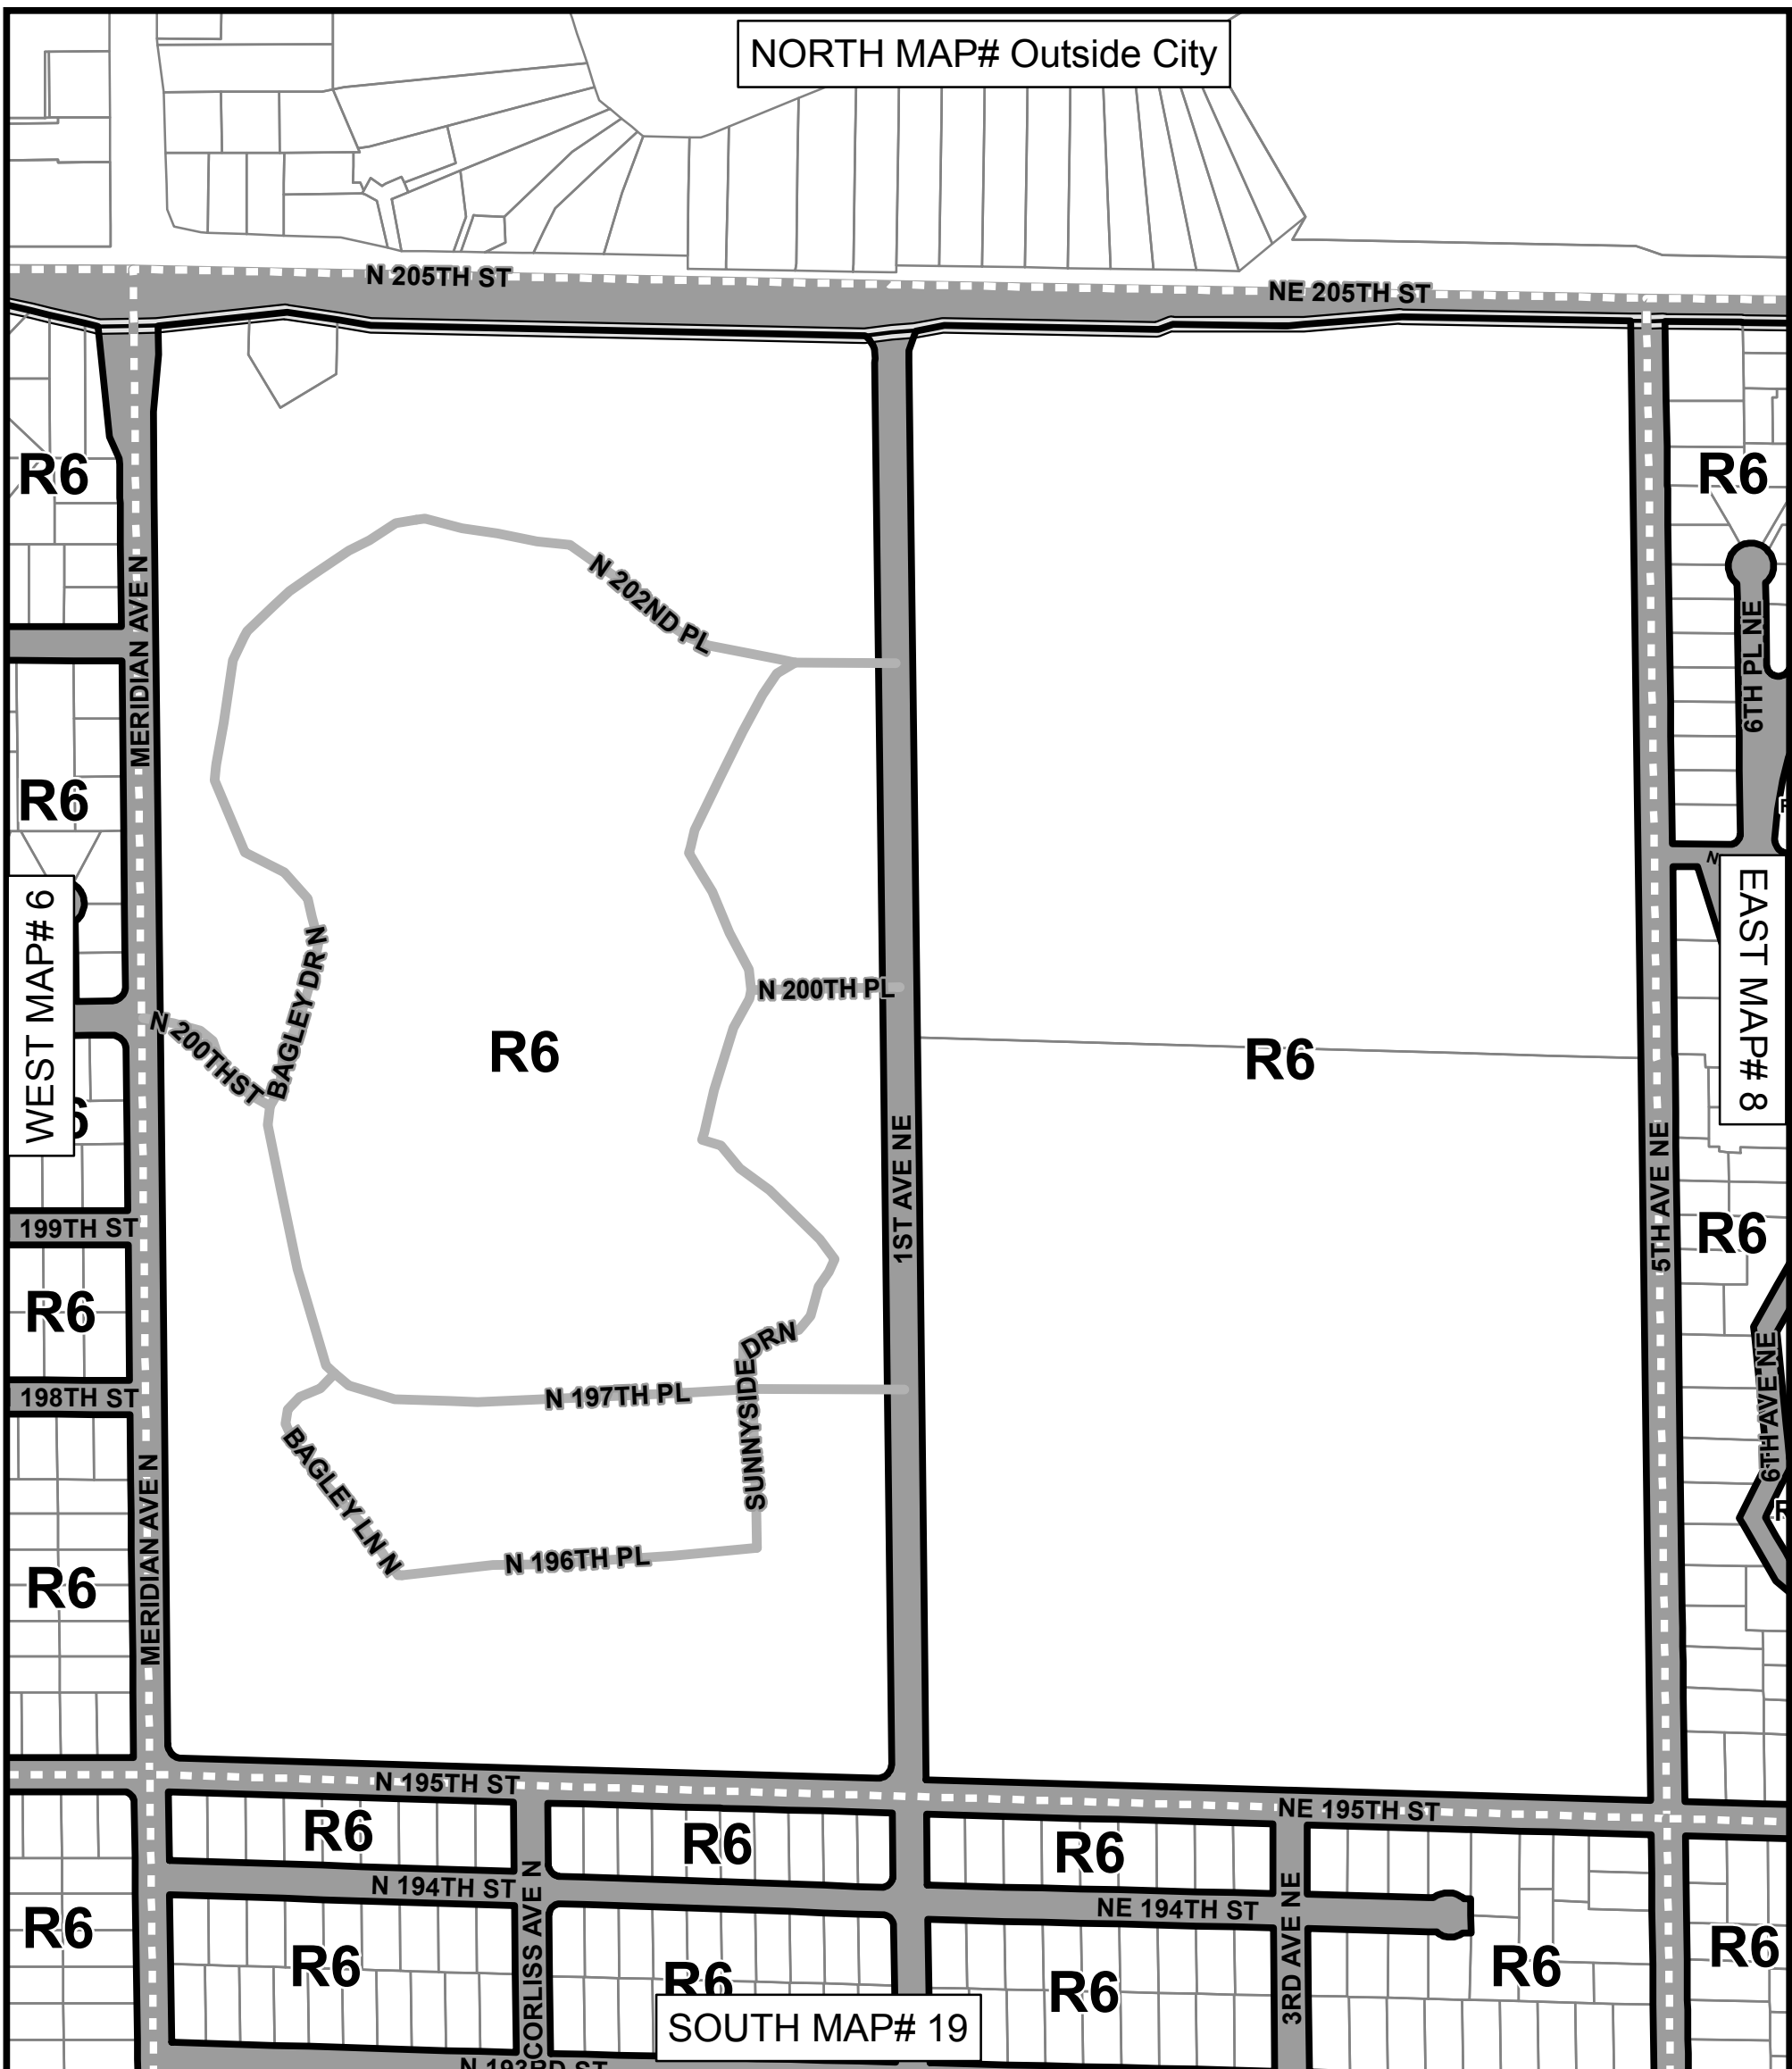 NORTH MAP# Outside City
N 205TH ST
NE 205TH ST
R6
R6
MERIDIAN AVE N
N 202ND PL
6TH PL NE
R6
WEST MAP# 6
EAST MAP# 8
N
BAGLEY DR N
N 200TH PL
N 200TH ST
R6
R6
6
1ST AVE NE
5TH AVE NE
199TH ST
R6
R6
SUNNYSIDE DR N
6TH AVE NE
198TH ST
N 197TH PL
BAGLEY LN N
MERIDIAN AVE N
R
N 196TH PL
R6
N 195TH ST
NE 195TH ST
R6
R6
R6
N 194TH ST
NE 194TH ST
CORLISS AVE N
3RD AVE NE
R6
R6
R6
R6
R6
R6
SOUTH MAP# 19
N 193RD ST